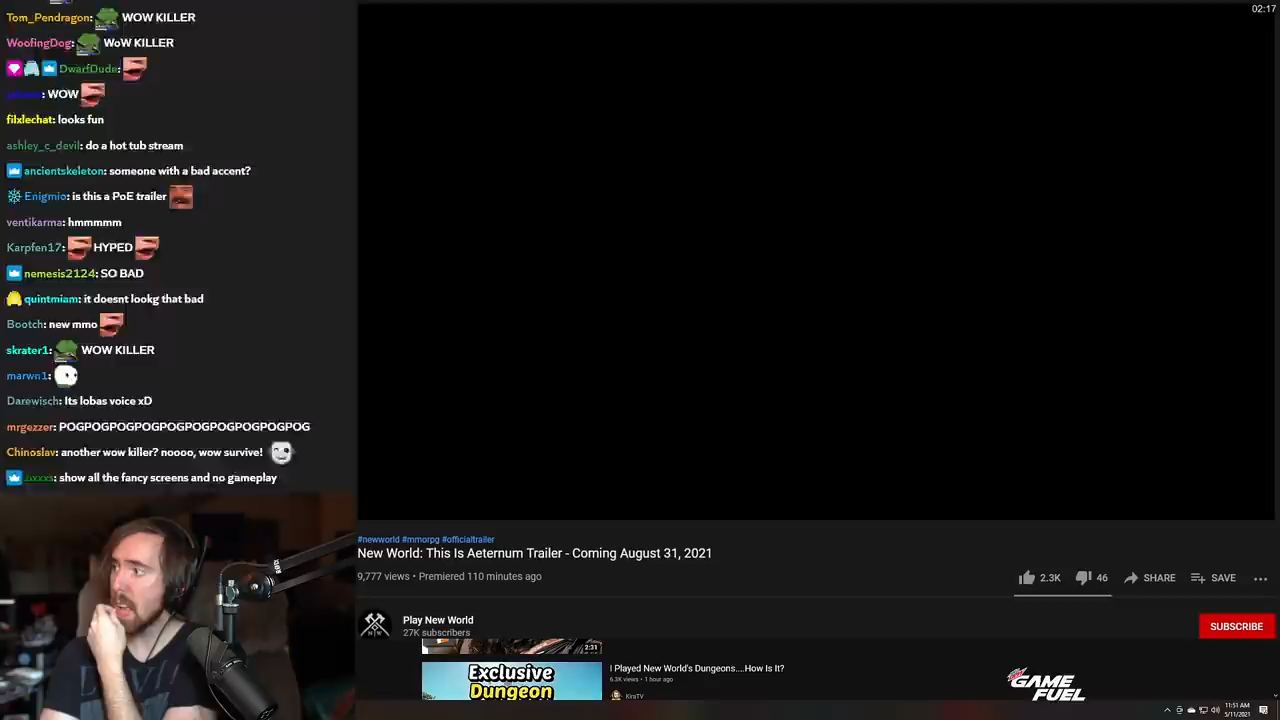 Tom_Pendragon: WOW KILLER
WoofingDog: WoW KILLER
DwarfDude:
WOW
filxlechat: looks fun
ashley_c_devil: do a hot tub stream
ancientskeleton: someone with a bad accent?
Enigmio: is this a PoE trailer
ventikarma: hmmmmm
Karpfen17: HYPED
nemesis2124: SO BAD
quintmiam: it doesnt lookg that bad
Bootch: new mmo
skrater1: WOW KILLER
marwn1:
Darewisch: Its lobas voice xD
mrgezzer: POGPOGPOGPOGPOGPOGPOGPOGPOGPOG
Chinoslav: another wow killer? noooo, wow survive!
show all the fancy screens and no gameplay
02:17
#newworld #mmorpg #officialtrailer
New World: This Is Aeternum Trailer - Coming August 31, 2021
9,777 views • Premiered 110 minutes ago
2.3K 46 SHARE SAVE
Play New World
27K subscribers
SUBSCRIBE
2:31
Exclusive
Dungeon
I Played New World's Dungeons....How Is It?
6.3K views • 1 hour ago
KiraTV
GAME
FUEL
11:51 AM
5/11/2021